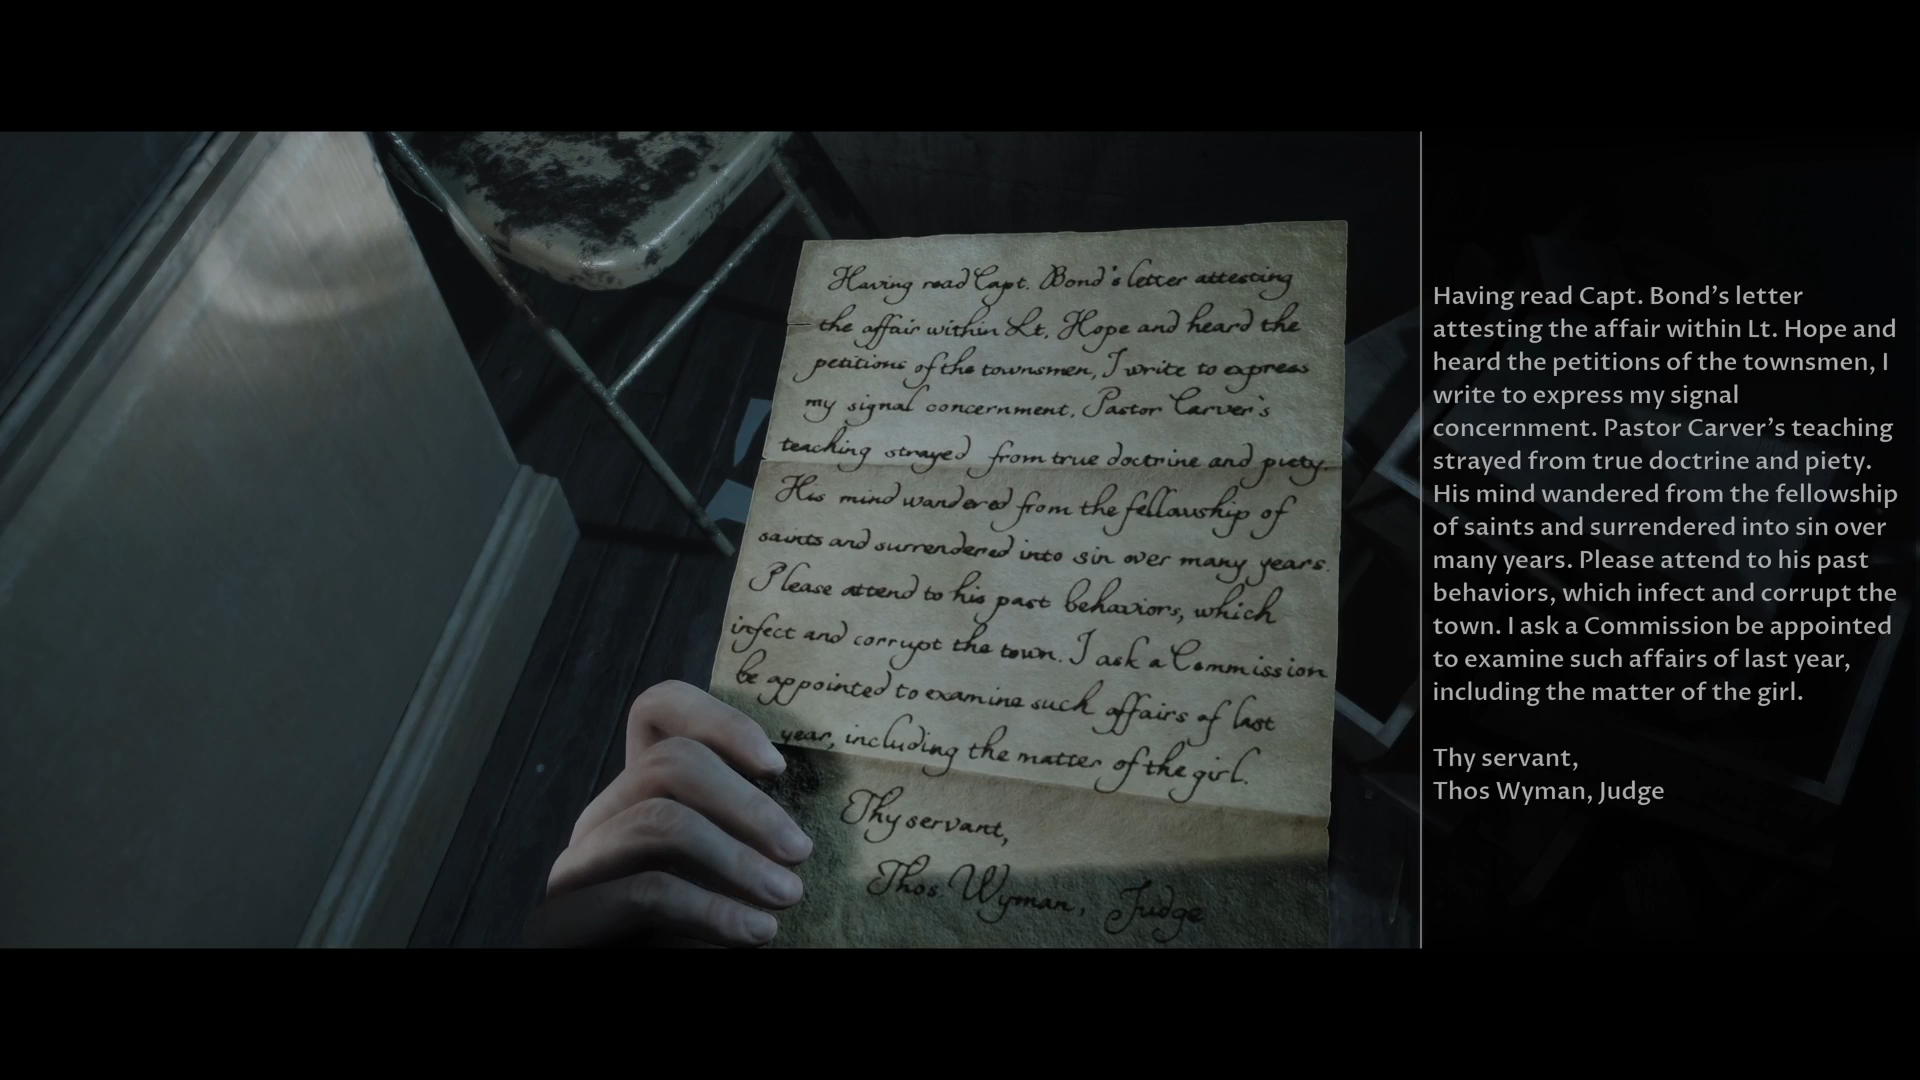 Having read Capt. Bond's letter attesting
the affair within Lt. Hope and heard the
petitions of the townsmen, I write to express
my signal concernment. Pastor Carver's
teaching strayed from true doctrine and piety.
His mind wandered from the fellowship of
saints and surrendered into sin over many years.
Please attend to his past behaviors, which
infect and corrupt the town. I ask a Commission
be appointed to examine such affairs of last
year, including the matter of the girl.
Thy servant,
Thos Wyman, Judge
Having read Capt. Bond's letter
attesting the affair within Lt. Hope and
heard the petitions of the townsmen, I
write to express my signal
concernment. Pastor Carver's teaching
strayed from true doctrine and piety.
His mind wandered from the fellowship
of saints and surrendered into sin over
many years. Please attend to his past
behaviors, which infect and corrupt the
town. I ask a Commission be appointed
to examine such affairs of last year,
including the matter of the girl.
Thy servant,
Thos Wyman, Judge